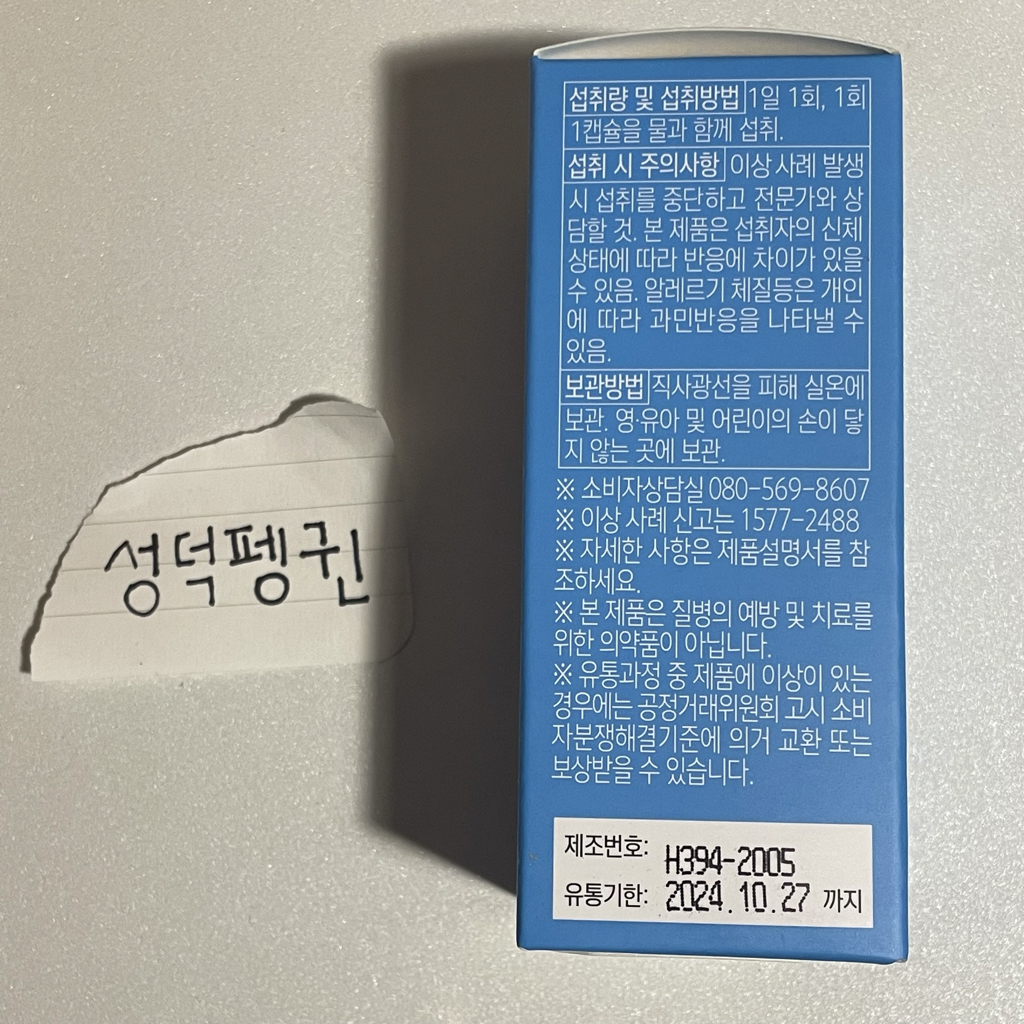 성덕펭귄
섭취량 및 섭취방법 1일 1회, 1회
1캡슐을 물과 함께 섭취.
섭취 시 주의사항 이상 사례 발생
시 섭취를 중단하고 전문가와 상
담할 것. 본 제품은 섭취자의 신체
상태에 따라 반응에 차이가 있을
수 있음. 알레르기 체질등은 개인
에 따라 과민반응을 나타낼 수
있음.
보관방법 직사광선을 피해 실온에
보관. 영·유아 및 어린이의 손이 닿
지 않는 곳에 보관.
※ 소비자상담실 080-569-8607
※ 이상 사례 신고는 1577-2488
※ 자세한 사항은 제품설명서를 참
조하세요.
※ 본 제품은 질병의 예방 및 치료를
위한 의약품이 아닙니다.
※ 유통과정 중 제품에 이상이 있는
경우에는 공정거래위원회 고시 소비
자분쟁해결기준에 의거 교환 또는
보상받을 수 있습니다.
제조번호: H394-2005
유통기한: 2024.10.27 까지